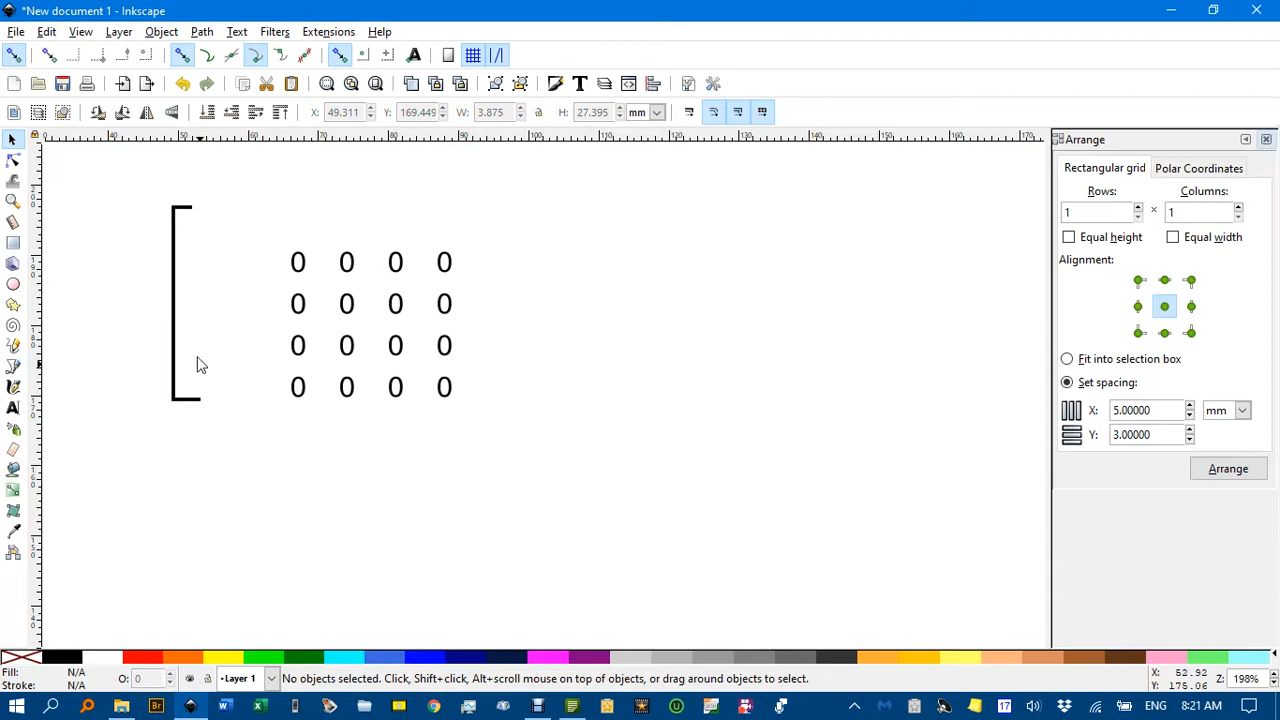 *New document 1 - Inkscape
File Edit View Layer Object Path Text Filters Extensions Help
X: 49.311 Y: 169.449 W: 3.875 H: 27.395 mm
Arrange
Rectangular grid Polar Coordinates
Rows: Columns:
1 × 1
Equal height Equal width
Alignment:
Fit into selection box
Set spacing:
X: 5.00000 mm
Y: 3.00000
Arrange
0 0 0 0
0 0 0 0
0 0 0 0
0 0 0 0
Fill: N/A
Stroke: N/A
O: 0
Layer 1
No objects selected. Click, Shift+click, Alt+scroll mouse on top of objects, or drag around objects to select.
X: 52.92
Y: 175.06
Z: 198%
ENG 8:21 AM